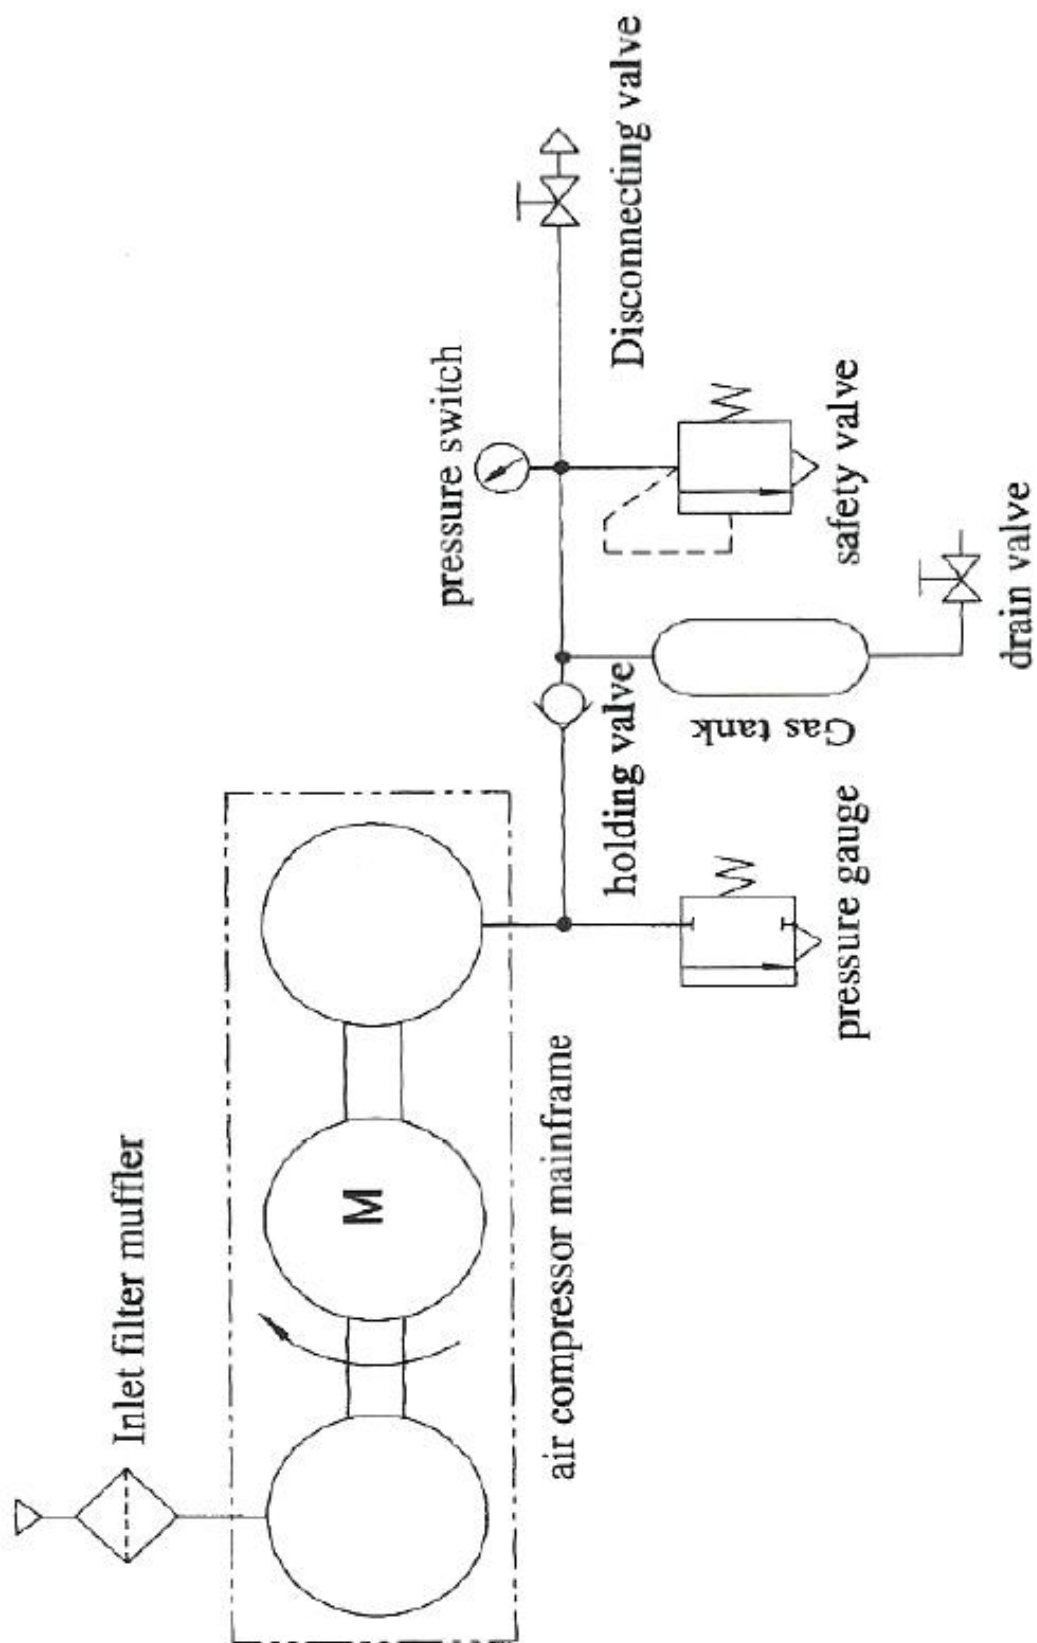 Inlet filter muffler
M
air compressor mainframe
pressure gauge
holding valve
Gas tank
drain valve
safety valve
pressure switch
Disconnecting valve